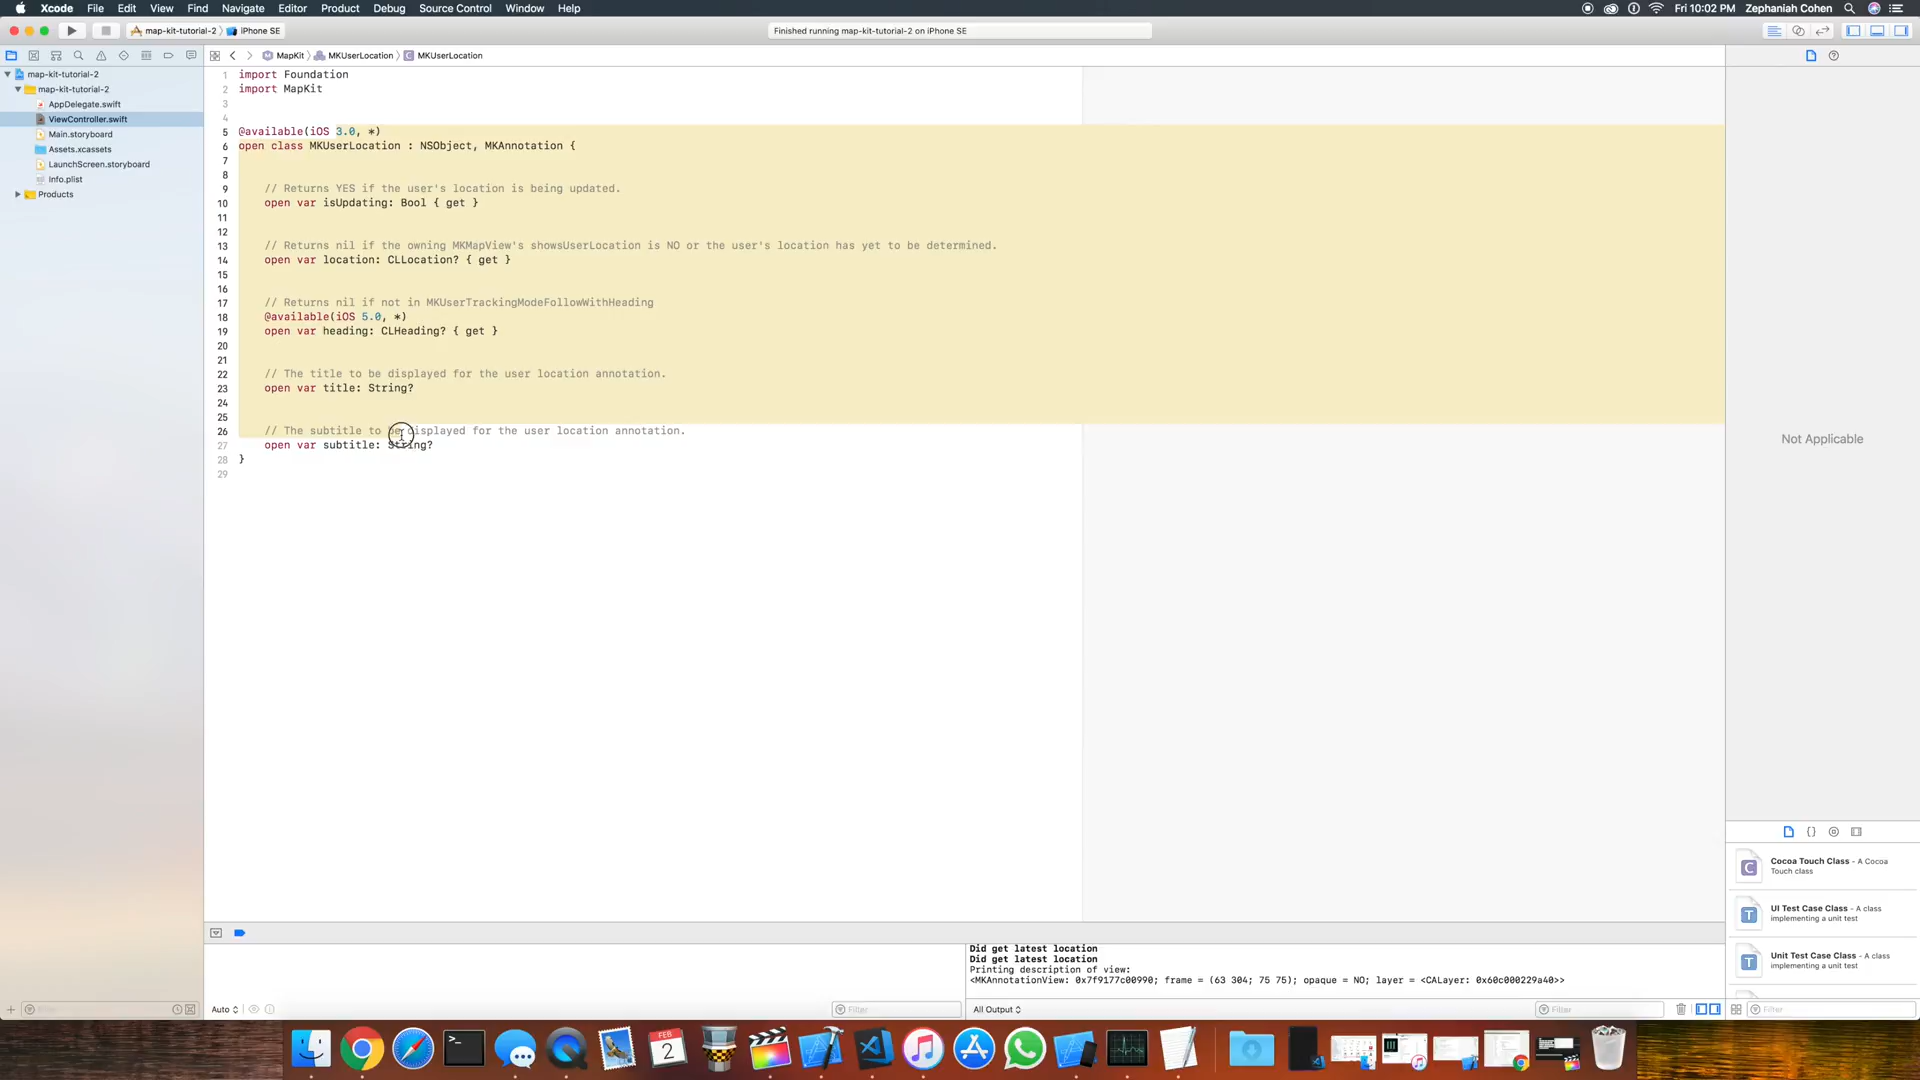 Xcode File Edit View Find Navigate Editor Product Debug Source Control Window Help Fri 10:02 PM Zephaniah Cohen
map-kit-tutorial-2 iPhone SE Finished running map-kit-tutorial-2 on iPhone SE
MapKit MKUserLocation MKUserLocation
map-kit-tutorial-2
map-kit-tutorial-2
AppDelegate.swift
ViewController.swift
Main.storyboard
Assets.xcassets
LaunchScreen.storyboard
Info.plist
Products
1 import Foundation
2 import MapKit
3
4
5 @available(iOS 3.0, *)
6 open class MKUserLocation : NSObject, MKAnnotation {
7
8
9 // Returns YES if the user's location is being updated.
10 open var isUpdating: Bool { get }
11
12
13 // Returns nil if the owning MKMapView's showsUserLocation is NO or the user's location has yet to be determined.
14 open var location: CLLocation? { get }
15
16
17 // Returns nil if not in MKUserTrackingModeFollowWithHeading
18 @available(iOS 5.0, *)
19 open var heading: CLHeading? { get }
20
21
22 // The title to be displayed for the user location annotation.
23 open var title: String?
24
25
26 // The subtitle to be displayed for the user location annotation.
27 open var subtitle: String?
28 }
29
Not Applicable
Cocoa Touch Class - A Cocoa
Touch class
UI Test Case Class - A class
implementing a unit test
Unit Test Case Class - A class
implementing a unit test
Did get latest location
Did get latest location
Printing description of view:
<MKAnnotationView: 0x7f9177c00990; frame = (63 304; 75 75); opaque = NO; layer = <CALayer: 0x60c000229a40>>
Filter Auto Filter All Output Filter Filter
FEB
2